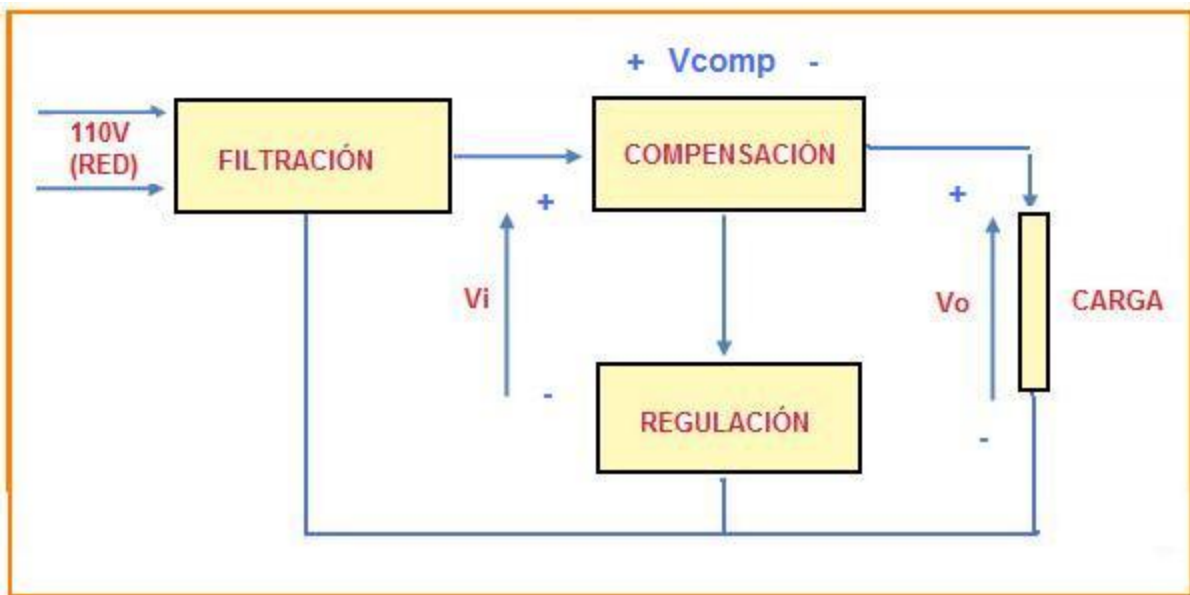 + Vcomp -
110V
(RED)
FILTRACIÓN
COMPENSACIÓN
+
+
Vi
Vo
CARGA
-
REGULACIÓN
-